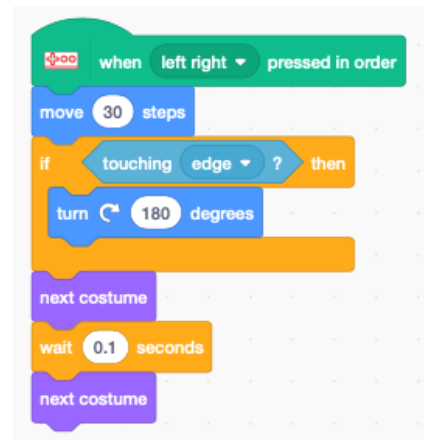 when left right pressed in order
move 30 steps
if touching edge ? then
turn 180 degrees
next costume
wait 0.1 seconds
next costume